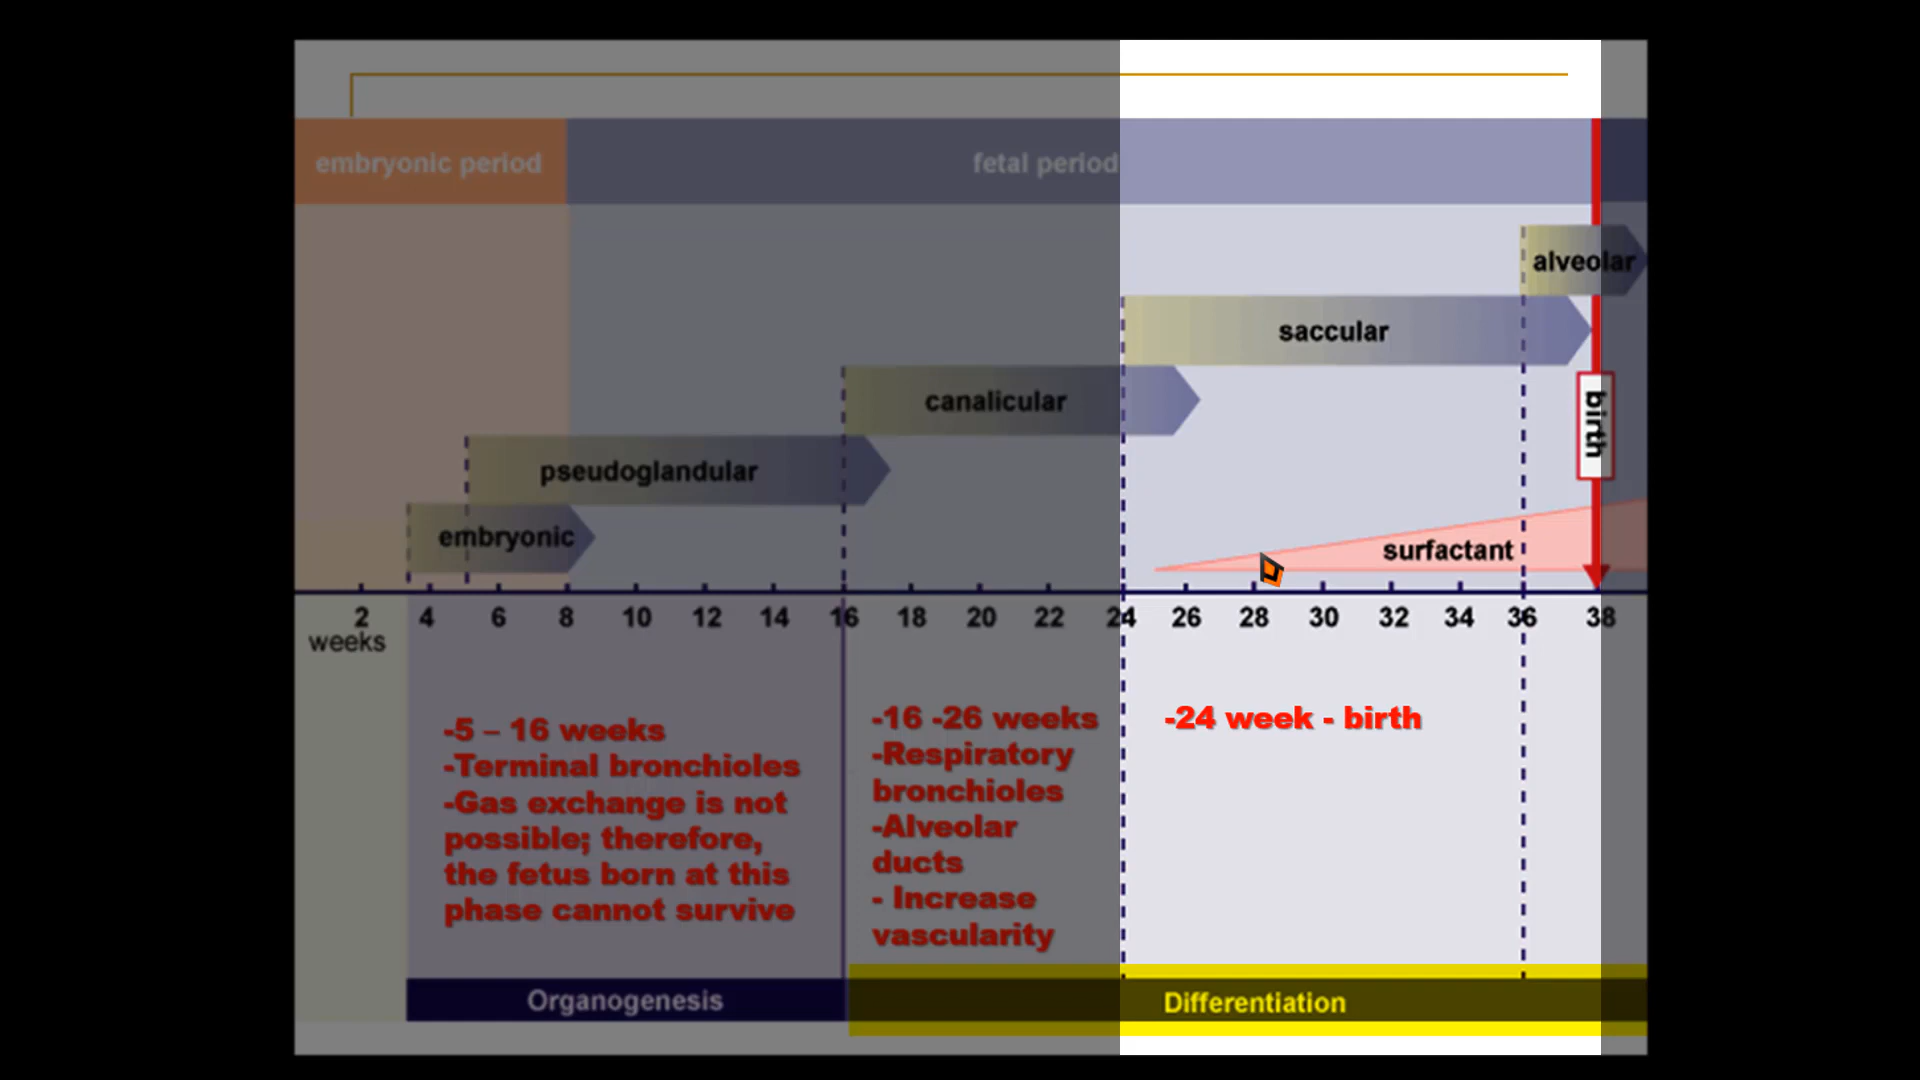 embryonic period
fetal period
alveolar
saccular
canalicular
pseudoglandular
embryonic
birth
surfactant
2 4 6 8 10 12 14 16 18 20 22 24 26 28 30 32 34 36 38
weeks
-5 – 16 weeks
-Terminal bronchioles
-Gas exchange is not
possible; therefore,
the fetus born at this
phase cannot survive
-16 -26 weeks
-Respiratory
bronchioles
-Alveolar
ducts
- Increase
vascularity
-24 week - birth
Organogenesis
Differentiation